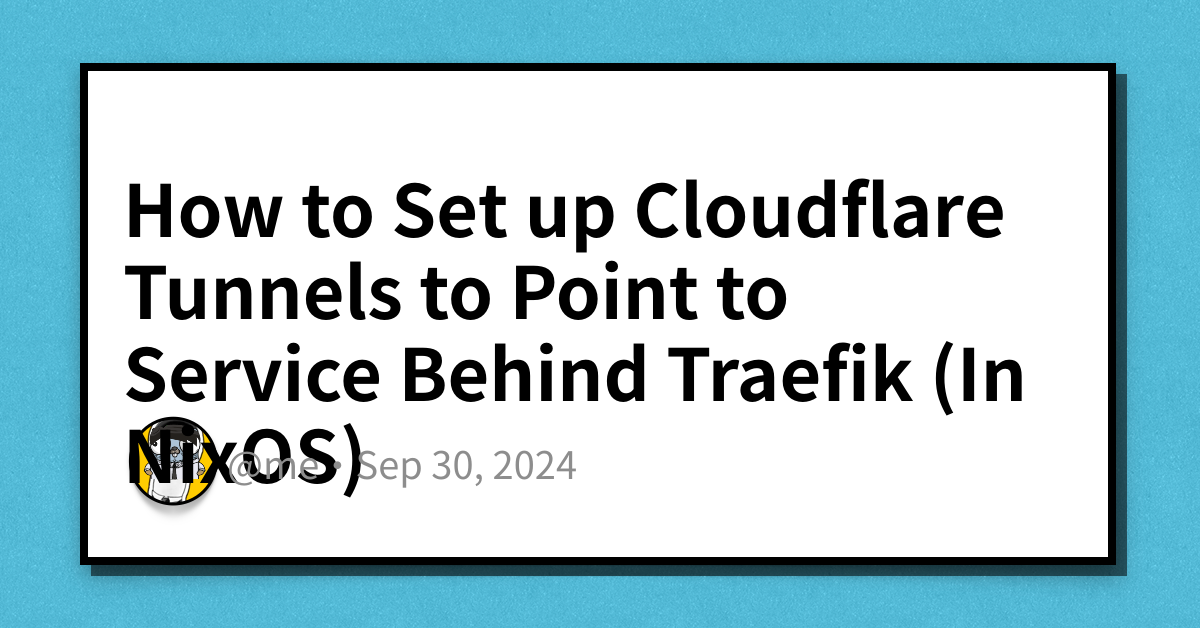 How to Set up Cloudflare
Tunnels to Point to
Service Behind Traefik (In
NixOS)
@me • Sep 30, 2024